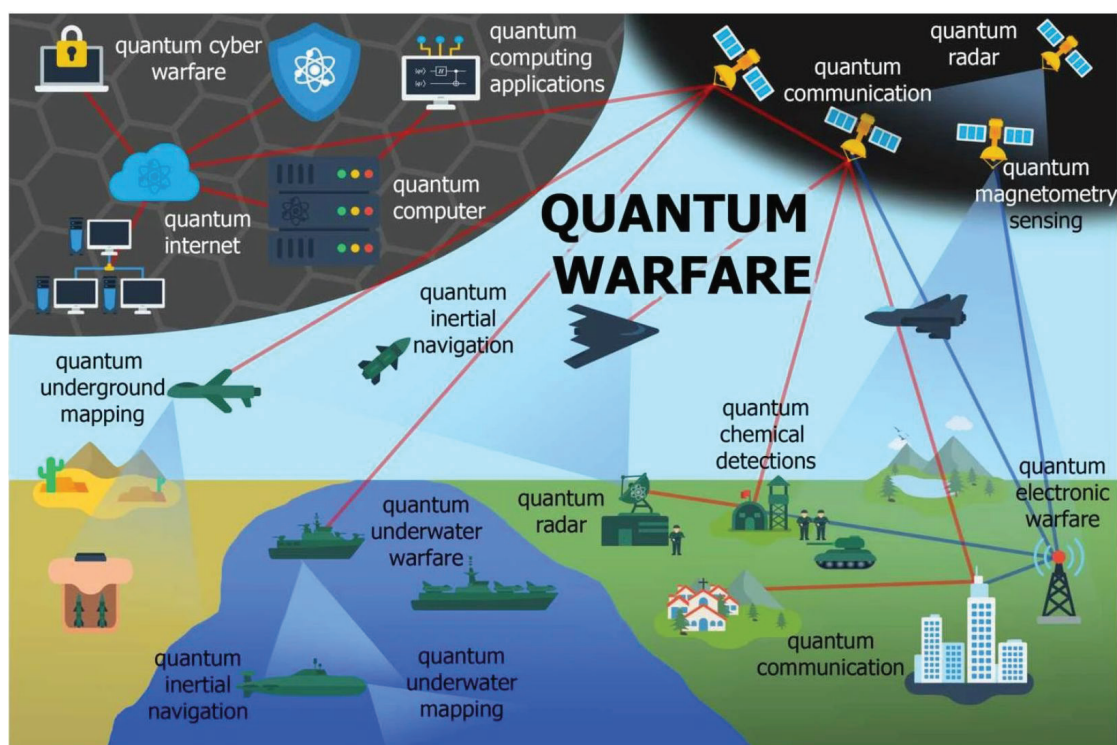 quantum cyber
warfare
quantum
computing
applications
quantum
communication
quantum
radar
quantum
internet
quantum
computer
quantum
magnetometry
sensing
QUANTUM
WARFARE
quantum
inertial
navigation
quantum
underground
mapping
quantum
chemical
detections
quantum
radar
quantum
electronic
warfare
quantum
underwater
warfare
quantum
inertial
navigation
quantum
underwater
mapping
quantum
communication